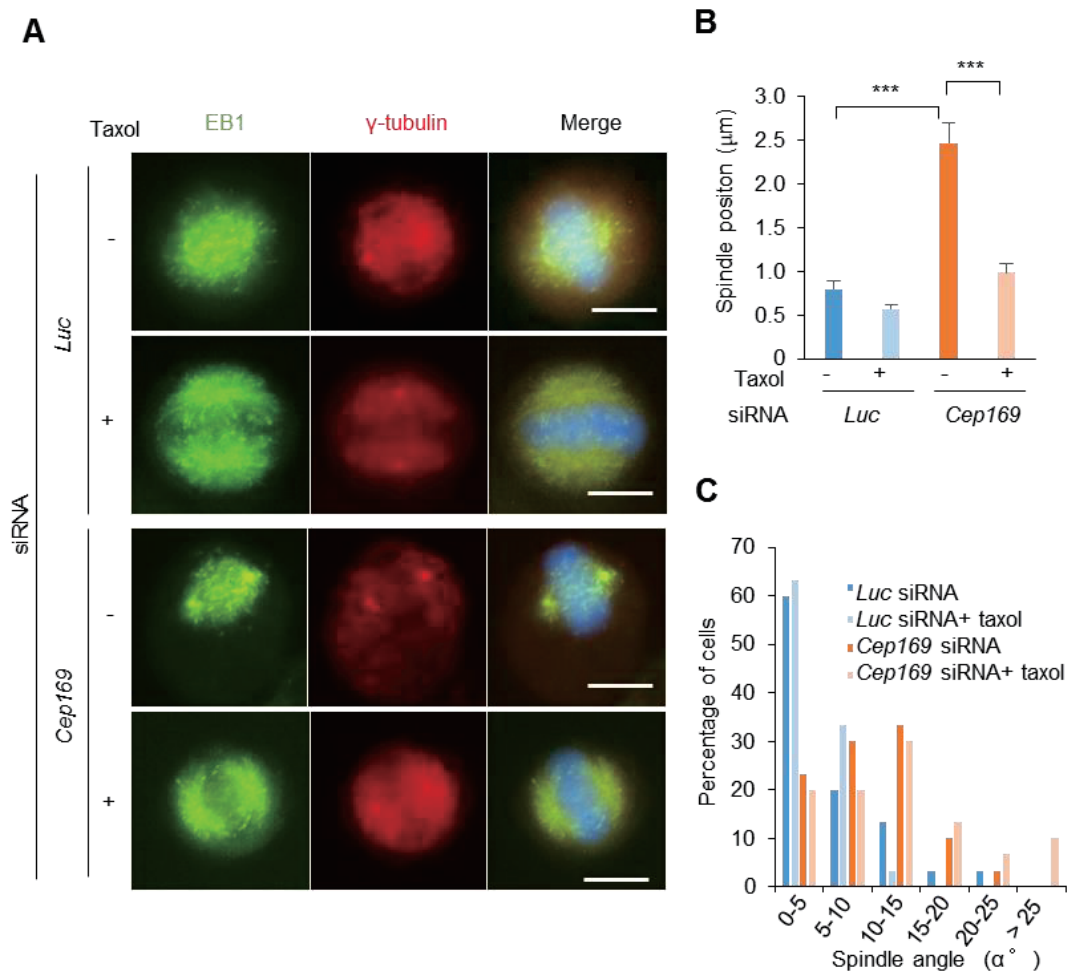 A
Taxol EB1 γ-tubulin Merge
siRNA
Luc
-
+
Cep169
-
+
B
*** ***
Spindle positon (μm)
3.0
2.5
2.0
1.5
1.0
0.5
0
Taxol - + - +
siRNA Luc Cep169
C
Percentage of cells
70
60
50
40
30
20
10
0
Luc siRNA
Luc siRNA+ taxol
Cep169 siRNA
Cep169 siRNA+ taxol
0-5 5-10 10-15 15-20 20-25 > 25
Spindle angle (α°)